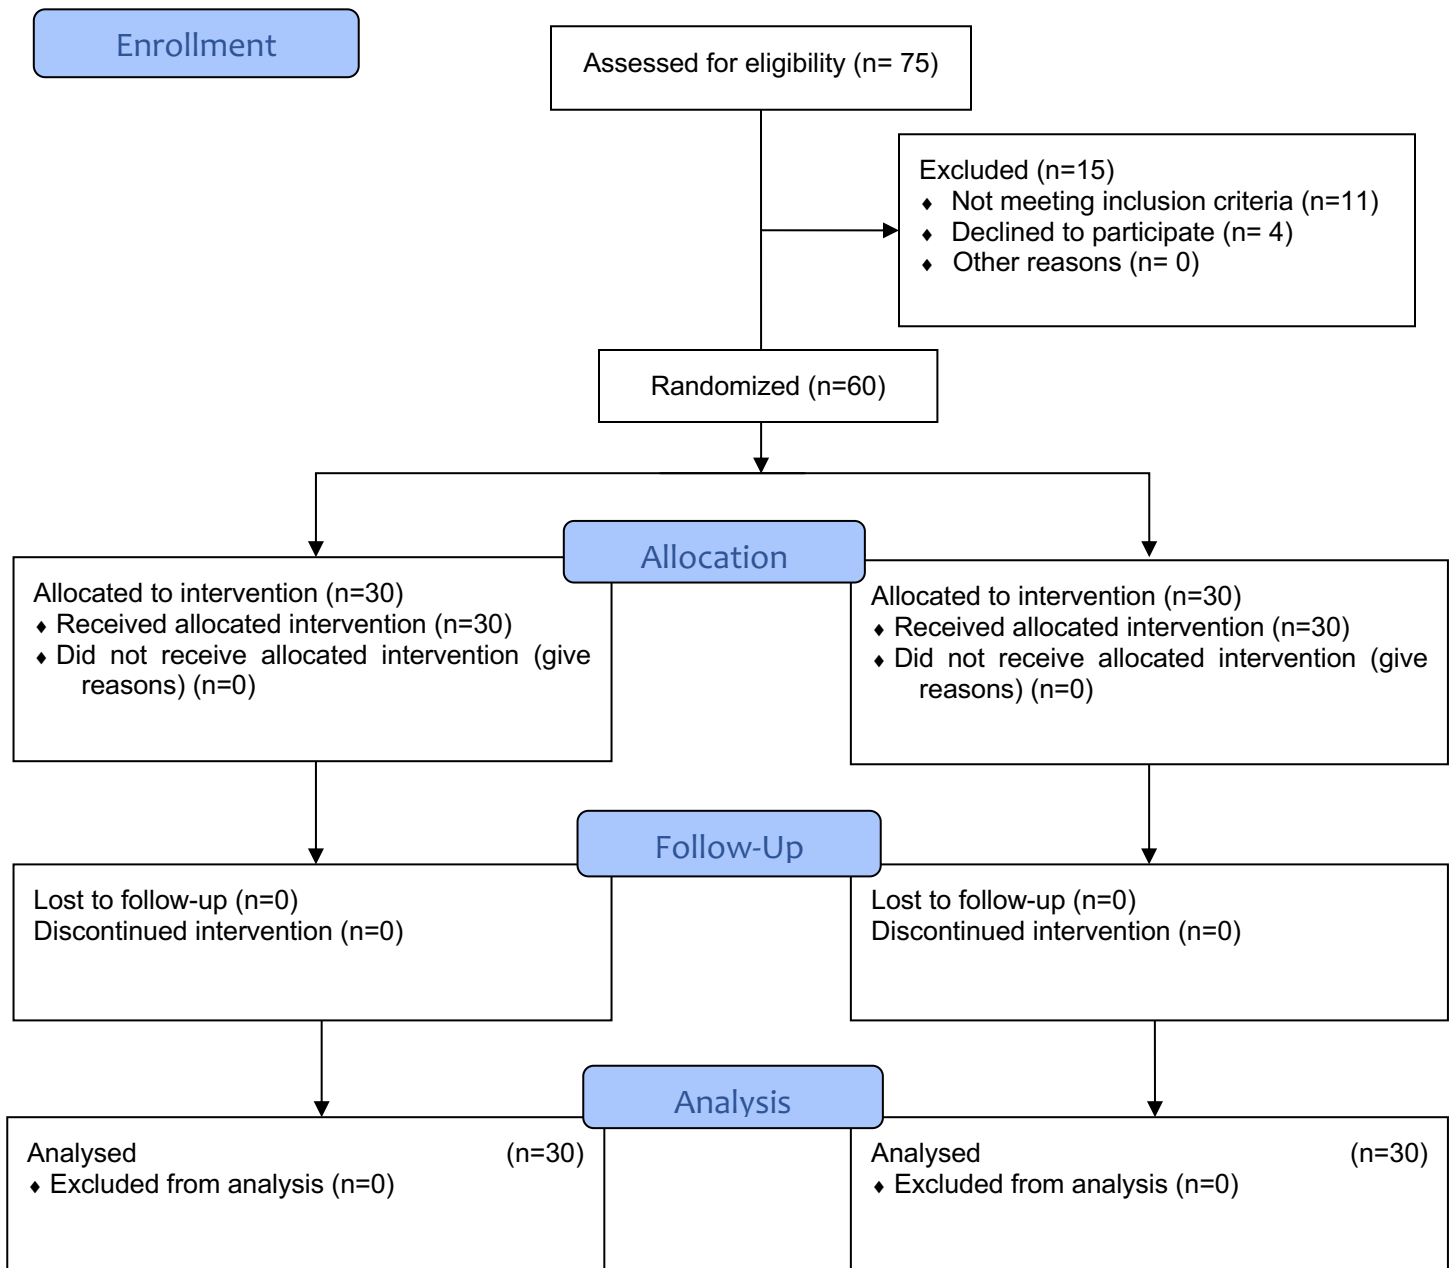 Enrollment
Assessed for eligibility (n= 75)
Excluded (n=15)
♦ Not meeting inclusion criteria (n=11)
♦ Declined to participate (n= 4)
♦ Other reasons (n= 0)
Randomized (n=60)
Allocation
Allocated to intervention (n=30)
♦ Received allocated intervention (n=30)
♦ Did not receive allocated intervention (give
reasons) (n=0)
Allocated to intervention (n=30)
♦ Received allocated intervention (n=30)
♦ Did not receive allocated intervention (give
reasons) (n=0)
Follow-Up
Lost to follow-up (n=0)
Discontinued intervention (n=0)
Lost to follow-up (n=0)
Discontinued intervention (n=0)
Analysis
Analysed (n=30)
♦ Excluded from analysis (n=0)
Analysed (n=30)
♦ Excluded from analysis (n=0)